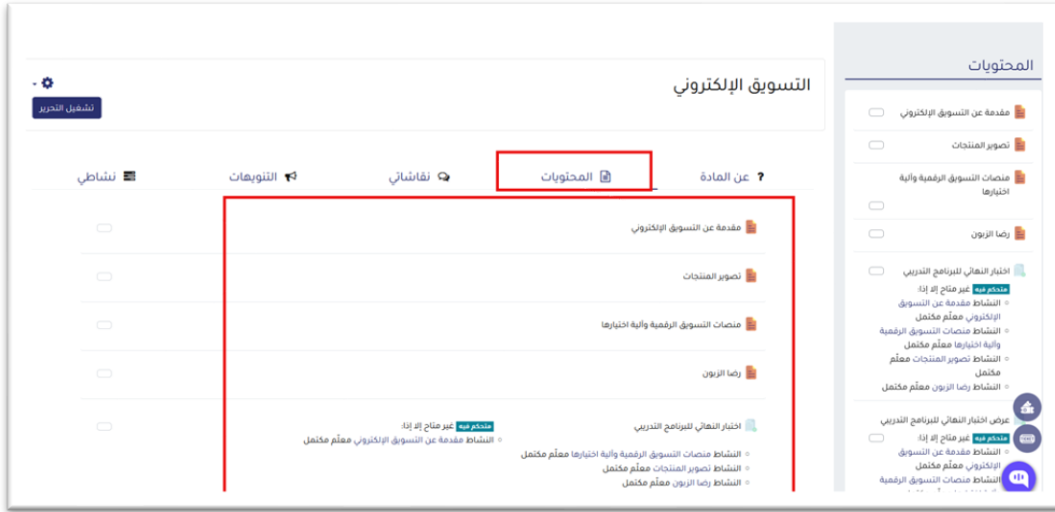 المحتويات
مقدمة عن التسويق الإلكتروني
تصوير المنتجات
منصات التسويق الرقمية وآلية
اختيارها
رضا الزبون
اختبار النهائي للبرنامج التدريبي
متحكم فيه غير متاح إلا إذا:
النشاط مقدمة عن التسويق
الإلكتروني معلّم مكتمل
النشاط منصات التسويق الرقمية
وآلية اختيارها معلّم مكتمل
النشاط تصوير المنتجات معلّم
مكتمل
النشاط رضا الزبون معلّم مكتمل
عرض اختبار النهائي للبرنامج التدريبي
متحكم فيه غير متاح إلا إذا:
النشاط مقدمة عن التسويق
الإلكتروني معلّم مكتمل
النشاط منصات التسويق الرقمية
التسويق الإلكتروني
تشغيل التحرير
عن المادة
المحتويات
نقاشاتي
التنويهات
نشاطي
مقدمة عن التسويق الإلكتروني
تصوير المنتجات
منصات التسويق الرقمية وآلية اختيارها
رضا الزبون
اختبار النهائي للبرنامج التدريبي
متحكم فيه غير متاح إلا إذا:
النشاط مقدمة عن التسويق الإلكتروني معلّم مكتمل
النشاط منصات التسويق الرقمية وآلية اختيارها معلّم مكتمل
النشاط تصوير المنتجات معلّم مكتمل
النشاط رضا الزبون معلّم مكتمل